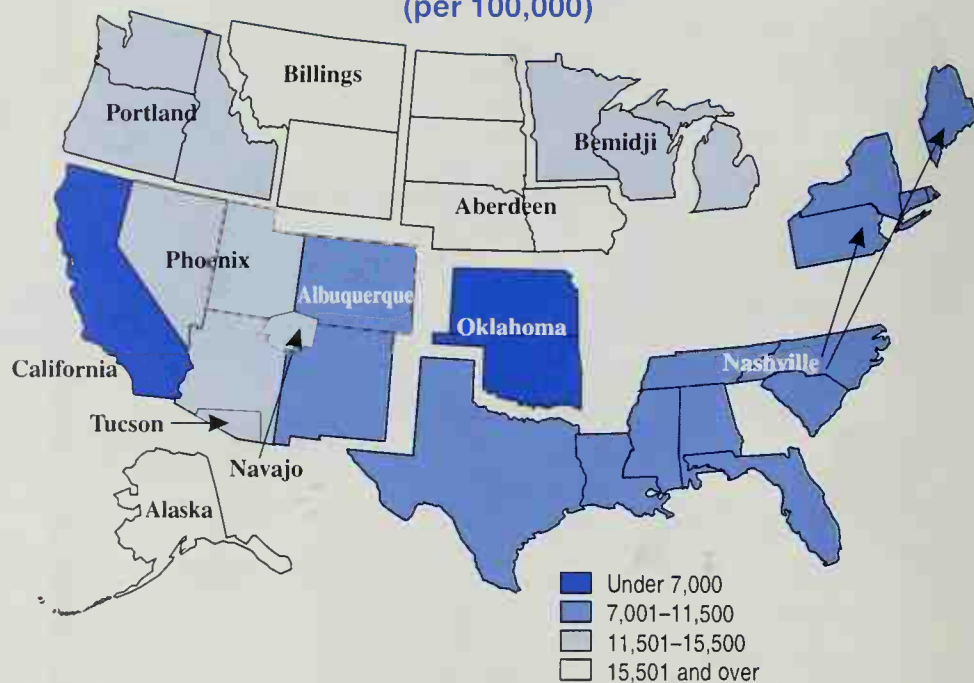 (per 100,000)
Billings
Portland
Bemidji
Aberdeen
Phoenix
Albuquerque
Oklahoma
Nashville
California
Tucson
Navajo
Alaska
Under 7,000
7,001–11,500
11,501–15,500
15,501 and over